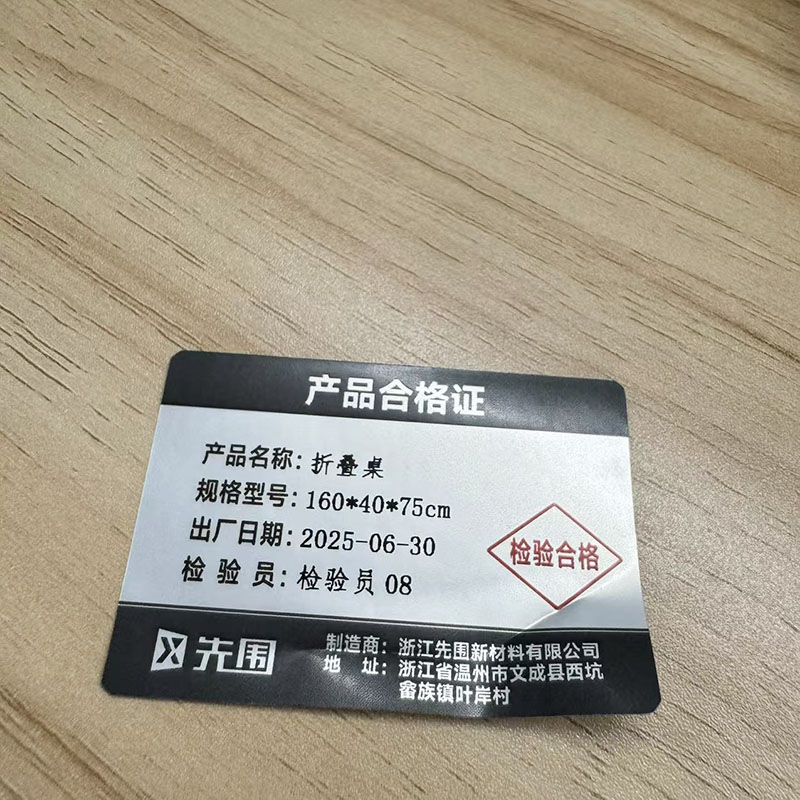 产品合格证
产品名称：折叠桌
规格型号：160*40*75cm
出厂日期：2025-06-30
检验员：检验员 08
检验合格
先围
制造商：浙江先围新材料有限公司
地址：浙江省温州市文成县西坑
畲族镇叶岸村